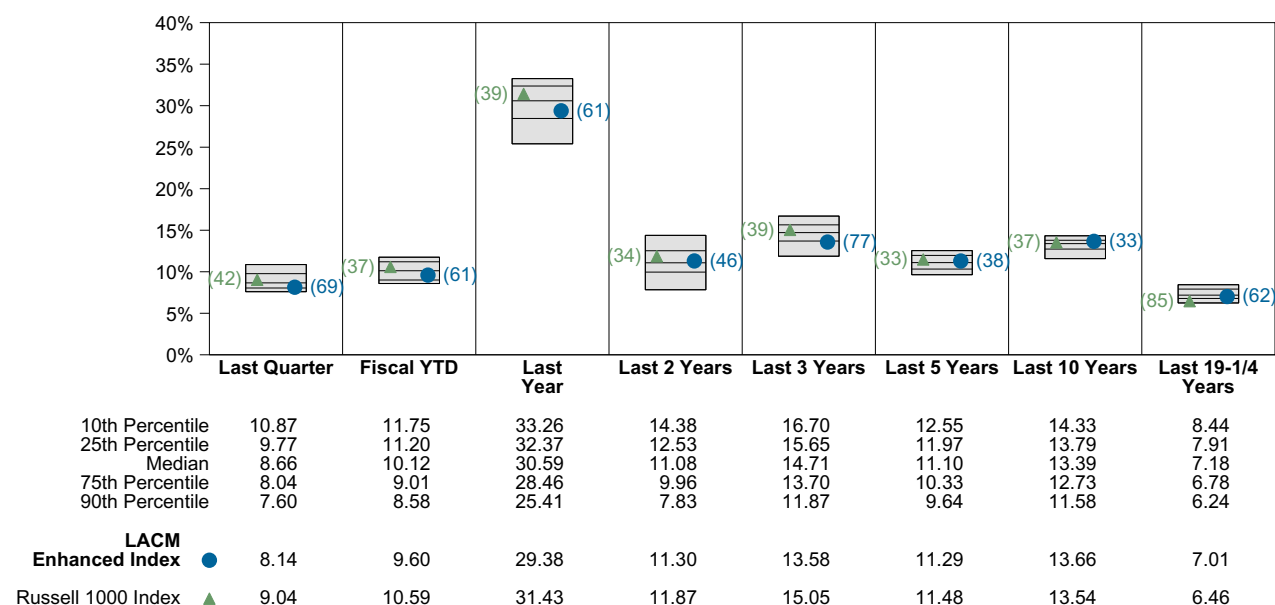 40%
35%
30%
25%
20%
15%
10%
5%
0%
(42) (69)
(37) (61)
(39) (61)
(34) (46)
(39) (77)
(33) (38)
(37) (33)
(85) (62)
Last Quarter Fiscal YTD Last Year Last 2 Years Last 3 Years Last 5 Years Last 10 Years Last 19-1/4 Years
10th Percentile 10.87 11.75 33.26 14.38 16.70 12.55 14.33 8.44
25th Percentile 9.77 11.20 32.37 12.53 15.65 11.97 13.79 7.91
Median 8.66 10.12 30.59 11.08 14.71 11.10 13.39 7.18
75th Percentile 8.04 9.01 28.46 9.96 13.70 10.33 12.73 6.78
90th Percentile 7.60 8.58 25.41 7.83 11.87 9.64 11.58 6.24
LACM
Enhanced Index 8.14 9.60 29.38 11.30 13.58 11.29 13.66 7.01
Russell 1000 Index 9.04 10.59 31.43 11.87 15.05 11.48 13.54 6.46